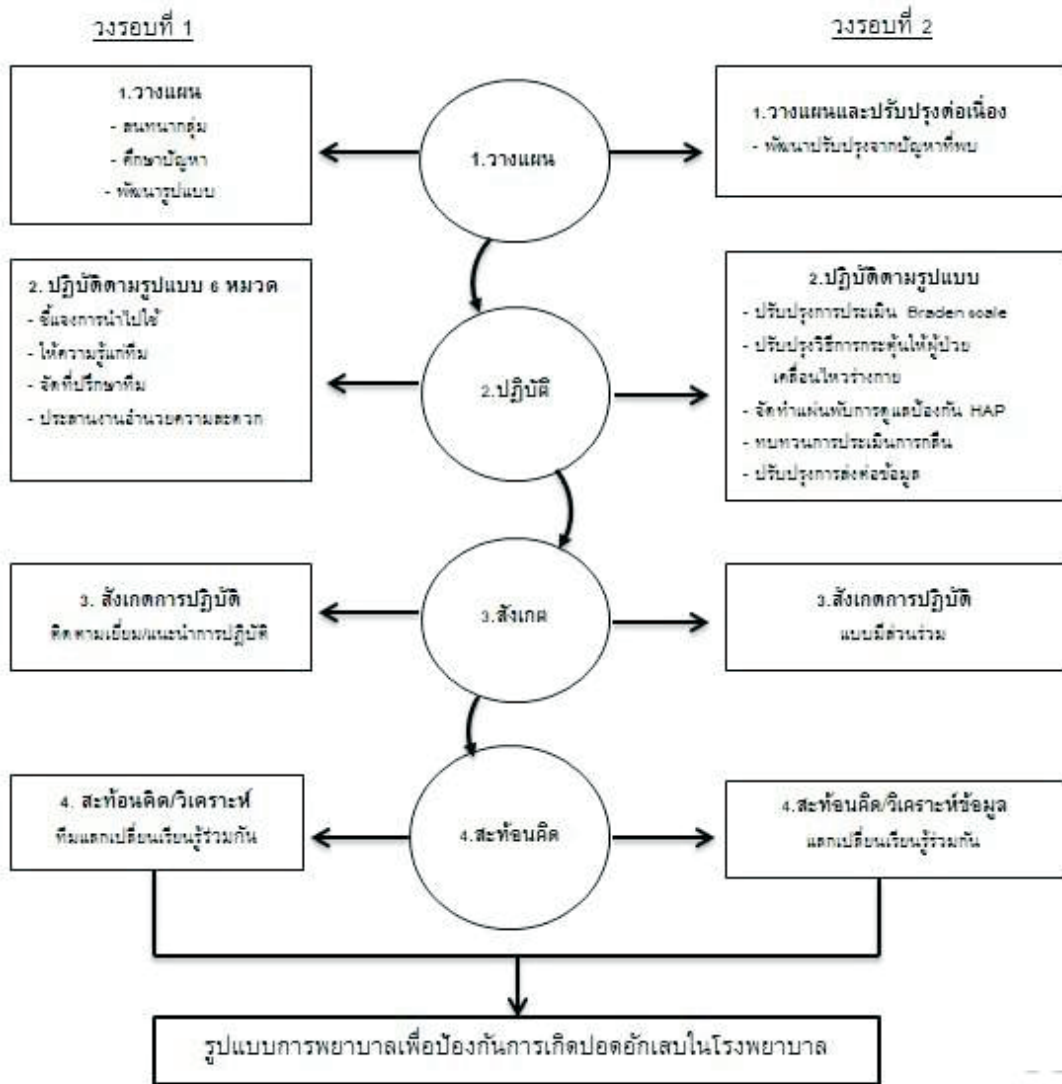 วงรอบที่ 1
วงรอบที่ 2
1.วางแผน
- สนทนากลุ่ม
- ศึกษาปัญหา
- พัฒนารูปแบบ
1.วางแผน
1.วางแผนและปรับปรุงต่อเนื่อง
- พัฒนาปรับปรุงจากปัญหาที่พบ
2. ปฏิบัติตามรูปแบบ 6 หมวด
- ชี้แจงการนำไปใช้
- ให้ความรู้แก่ทีม
- จัดที่ปรึกษาทีม
- ประสานงานอำนวยความสะดวก
2.ปฏิบัติ
2.ปฏิบัติตามรูปแบบ
- ปรับปรุงการประเมิน Braden scale
- ปรับปรุงวิธีการกระตุ้นให้ผู้ป่วย
เคลื่อนไหวร่างกาย
- จัดทำแผ่นพับการดูแลป้องกัน HAP
- ทบทวนการประเมินการกลืน
- ปรับปรุงการส่งต่อข้อมูล
3. สังเกตการปฏิบัติ
ติดตามเยี่ยม/แนะนำการปฏิบัติ
3.สังเกต
3.สังเกตการปฏิบัติ
แบบมีส่วนร่วม
4. สะท้อนคิด/วิเคราะห์
ทีมแลกเปลี่ยนเรียนรู้ร่วมกัน
4.สะท้อนคิด
4.สะท้อนคิด/วิเคราะห์ข้อมูล
แลกเปลี่ยนเรียนรู้ร่วมกัน
รูปแบบการพยาบาลเพื่อป้องกันการเกิดปอดอักเสบในโรงพยาบาล